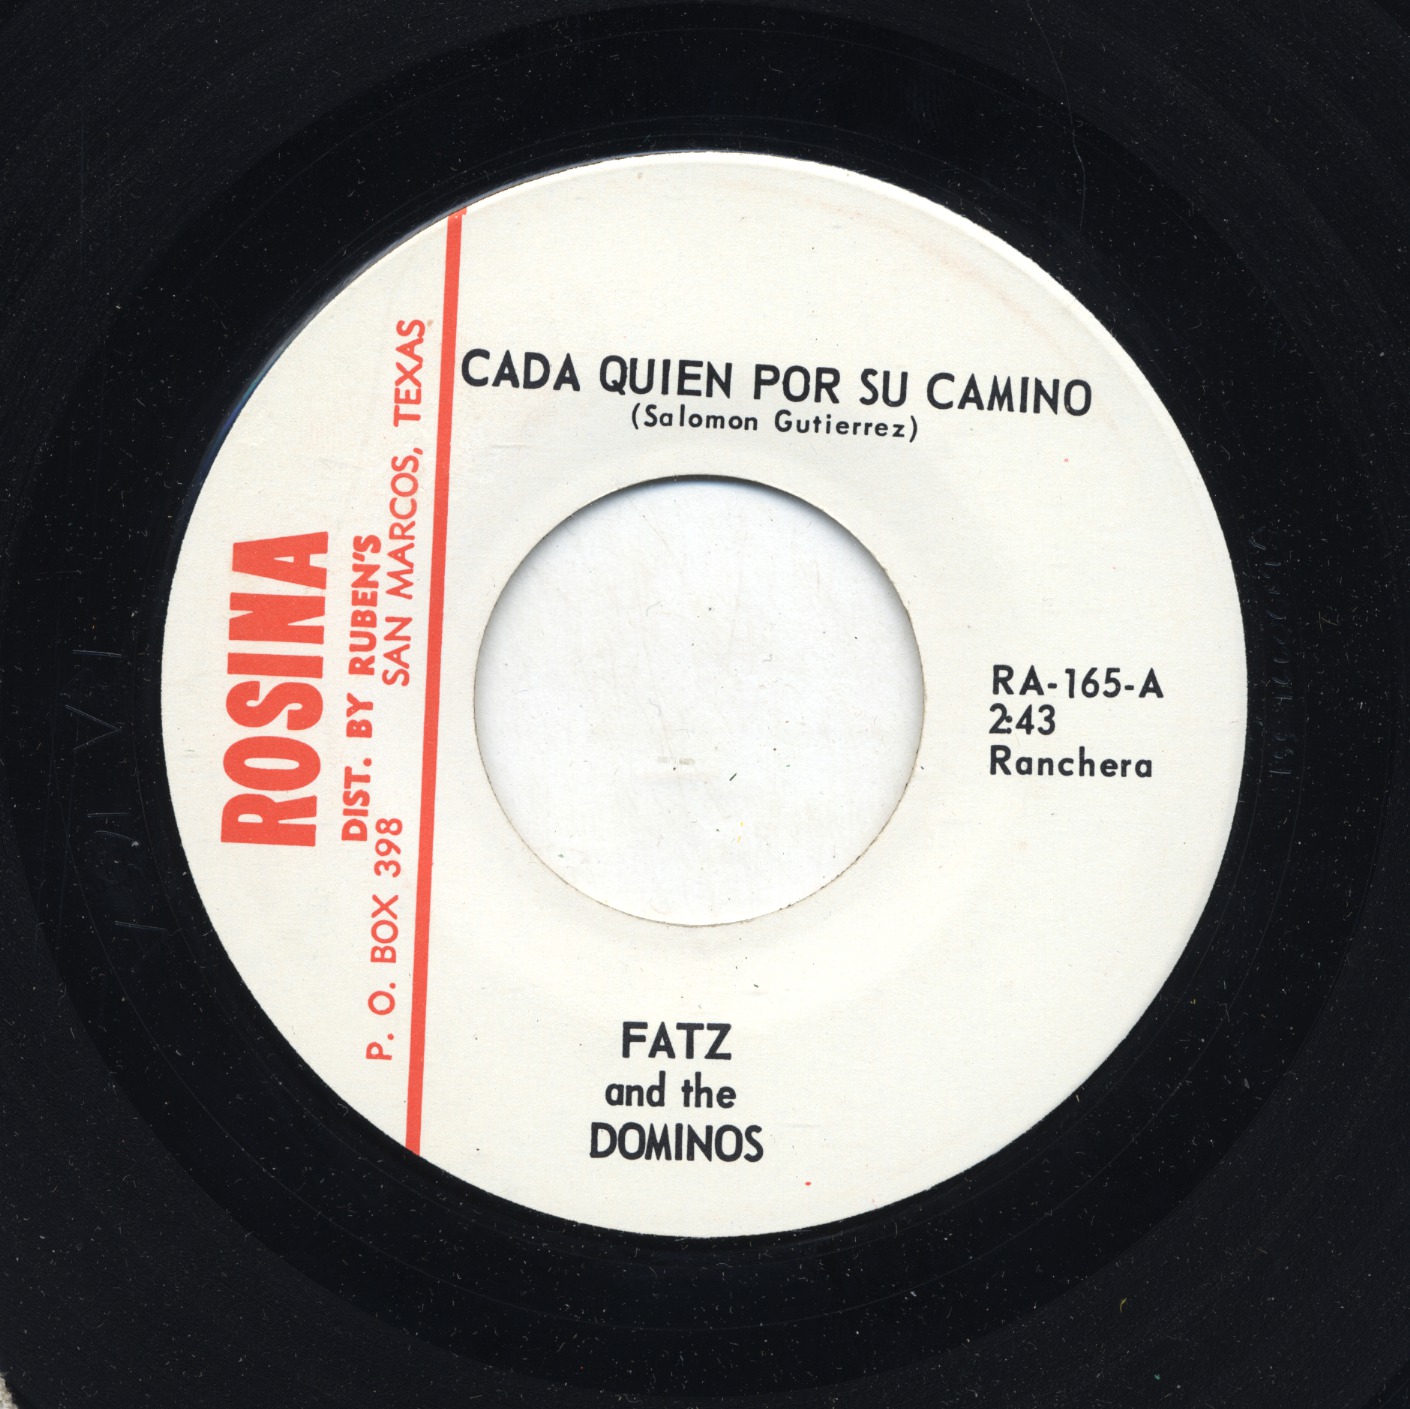 CADA QUIEN POR SU CAMINO
(Salomon Gutierrez)
ROSINA
DIST. BY RUBEN'S
P. O. BOX 398 SAN MARCOS, TEXAS
RA-165-A
2:43
Ranchera
FATZ
and the
DOMINOS